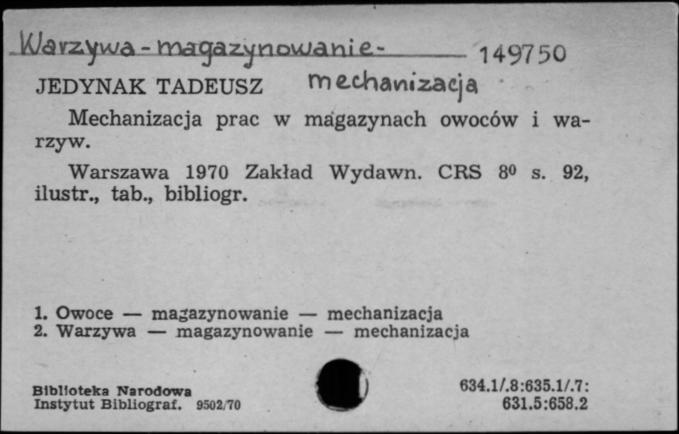 Warzywa - magazynowanie - 149750
JEDYNAK TADEUSZ mechanizacja
Mechanizacja prac w magazynach owoców i wa-
rzyw.
Warszawa 1970 Zakład Wydawn. CRS 8⁰ s. 92,
ilustr., tab., bibliogr.
1. Owoce — magazynowanie — mechanizacja
2. Warzywa — magazynowanie — mechanizacja
Biblioteka Narodowa 634.1/.8:635.1/.7:
Instytut Bibliograf. 9502/70 631.5:658.2